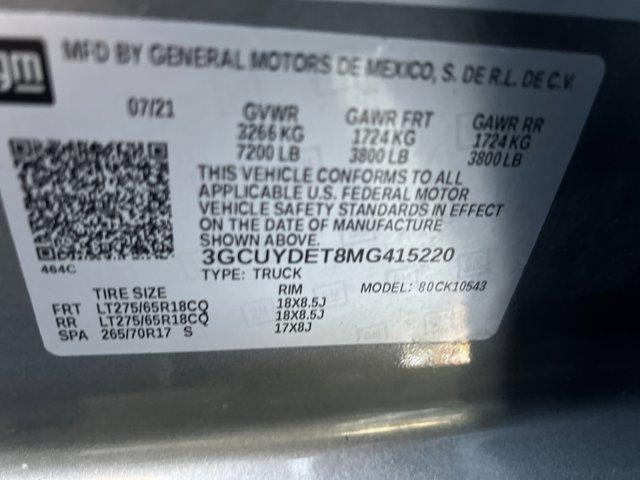 gm
MFD BY GENERAL MOTORS DE MEXICO, S. DE R.L. DE C.V.
07/21 GVWR GAWR FRT GAWR RR
3266 KG 1724 KG 1724 KG
7200 LB 3800 LB 3800 LB
THIS VEHICLE CONFORMS TO ALL
APPLICABLE U.S. FEDERAL MOTOR
VEHICLE SAFETY STANDARDS IN EFFECT
ON THE DATE OF MANUFACTURE
SHOWN ABOVE.
3GCUYDET8MG415220
464C
TYPE: TRUCK
TIRE SIZE RIM MODEL: 80CK10543
FRT LT275/65R18CQ 18X8.5J
RR LT275/65R18CQ 18X8.5J
SPA 265/70R17 S 17X8J